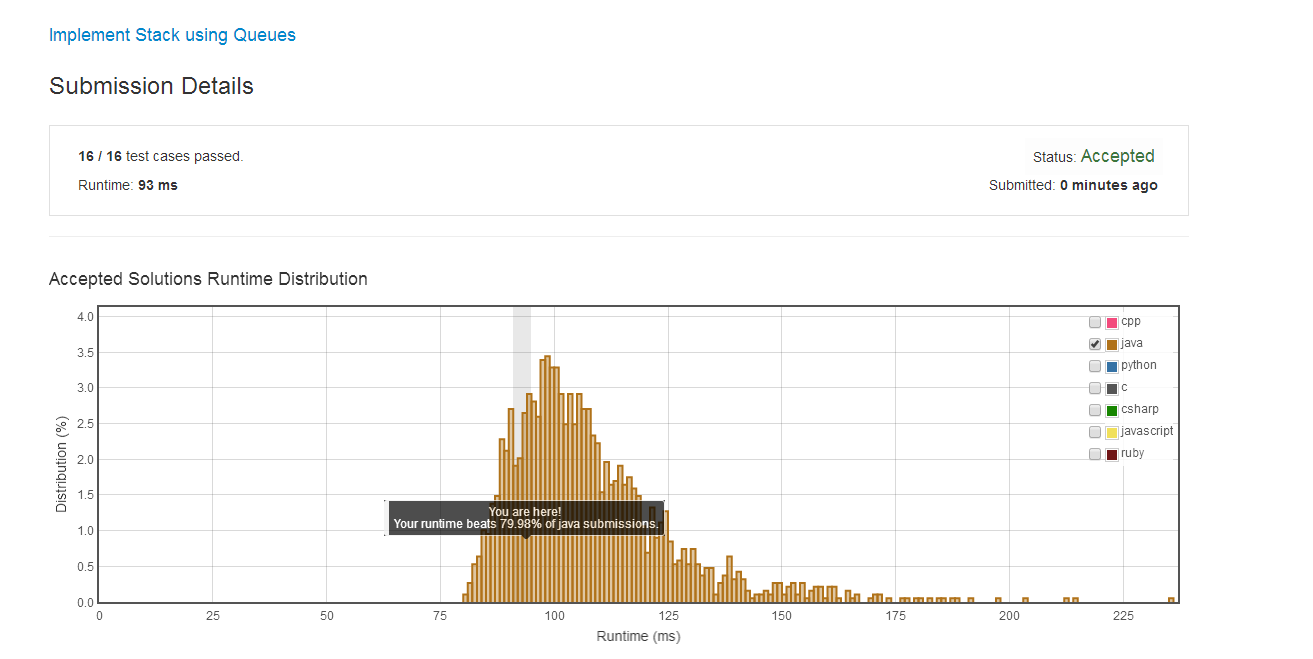 Implement Stack using Queues
Submission Details
16 / 16 test cases passed.
Status: Accepted
Runtime: 93 ms
Submitted: 0 minutes ago
Accepted Solutions Runtime Distribution
4.0
3.5
3.0
2.5
2.0
1.5
1.0
0.5
0.0
Distribution (%)
cpp
java
python
c
csharp
javascript
ruby
You are here!
Your runtime beats 79.98% of java submissions.
0 25 50 75 100 125 150 175 200 225
Runtime (ms)